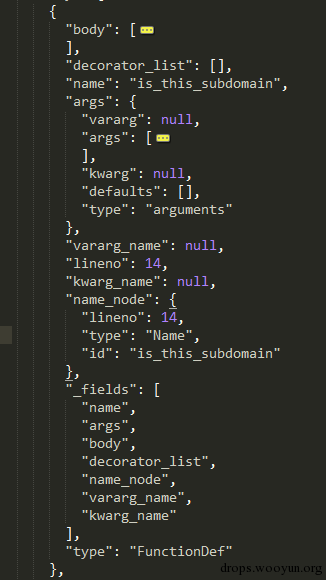 {
"body": [
],
"decorator_list": [],
"name": "is_this_subdomain",
"args": {
"vararg": null,
"args": [
],
"kwarg": null,
"defaults": [],
"type": "arguments"
},
"vararg_name": null,
"lineno": 14,
"kwarg_name": null,
"name_node": {
"lineno": 14,
"type": "Name",
"id": "is_this_subdomain"
},
"_fields": [
"name",
"args",
"body",
"decorator_list",
"name_node",
"vararg_name",
"kwarg_name"
],
"type": "FunctionDef"
},
drops.wooyun.org